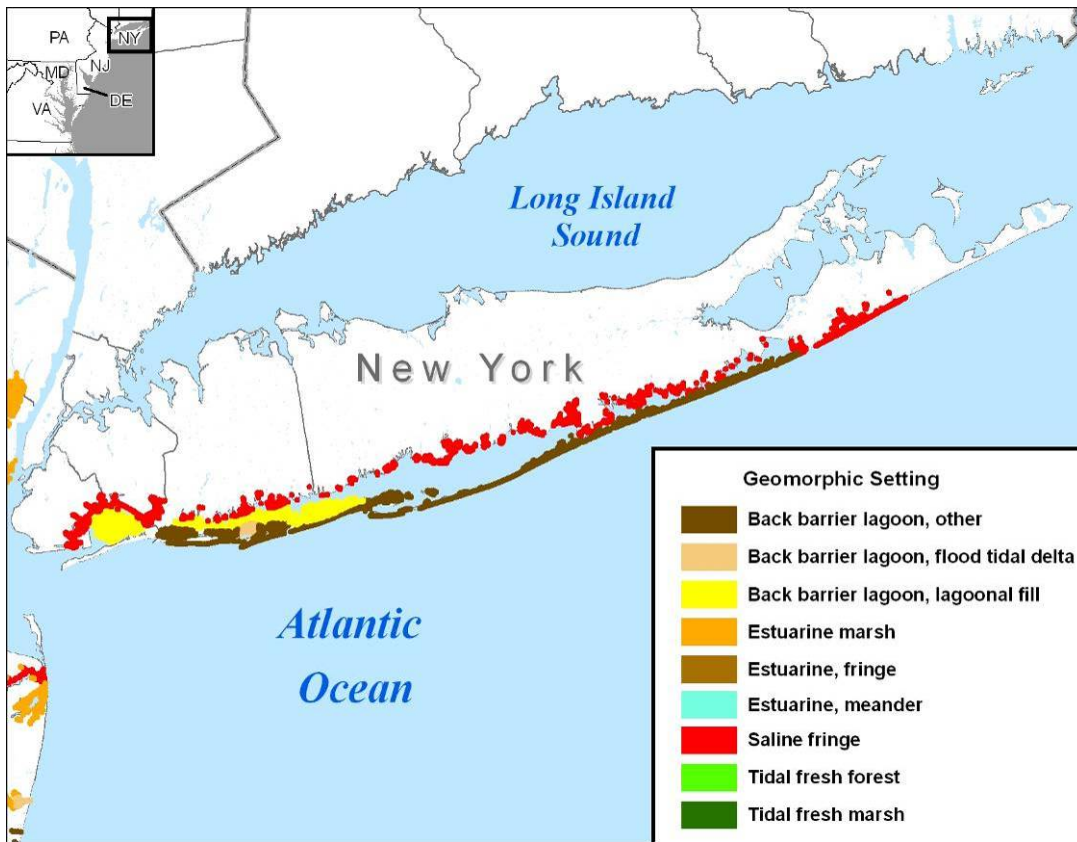 PA
NY
MD
NJ
VA
DE
Long Island
Sound
New York
Atlantic
Ocean
Geomorphic Setting
Back barrier lagoon, other
Back barrier lagoon, flood tidal delta
Back barrier lagoon, lagoonal fill
Estuarine marsh
Estuarine, fringe
Estuarine, meander
Saline fringe
Tidal fresh forest
Tidal fresh marsh